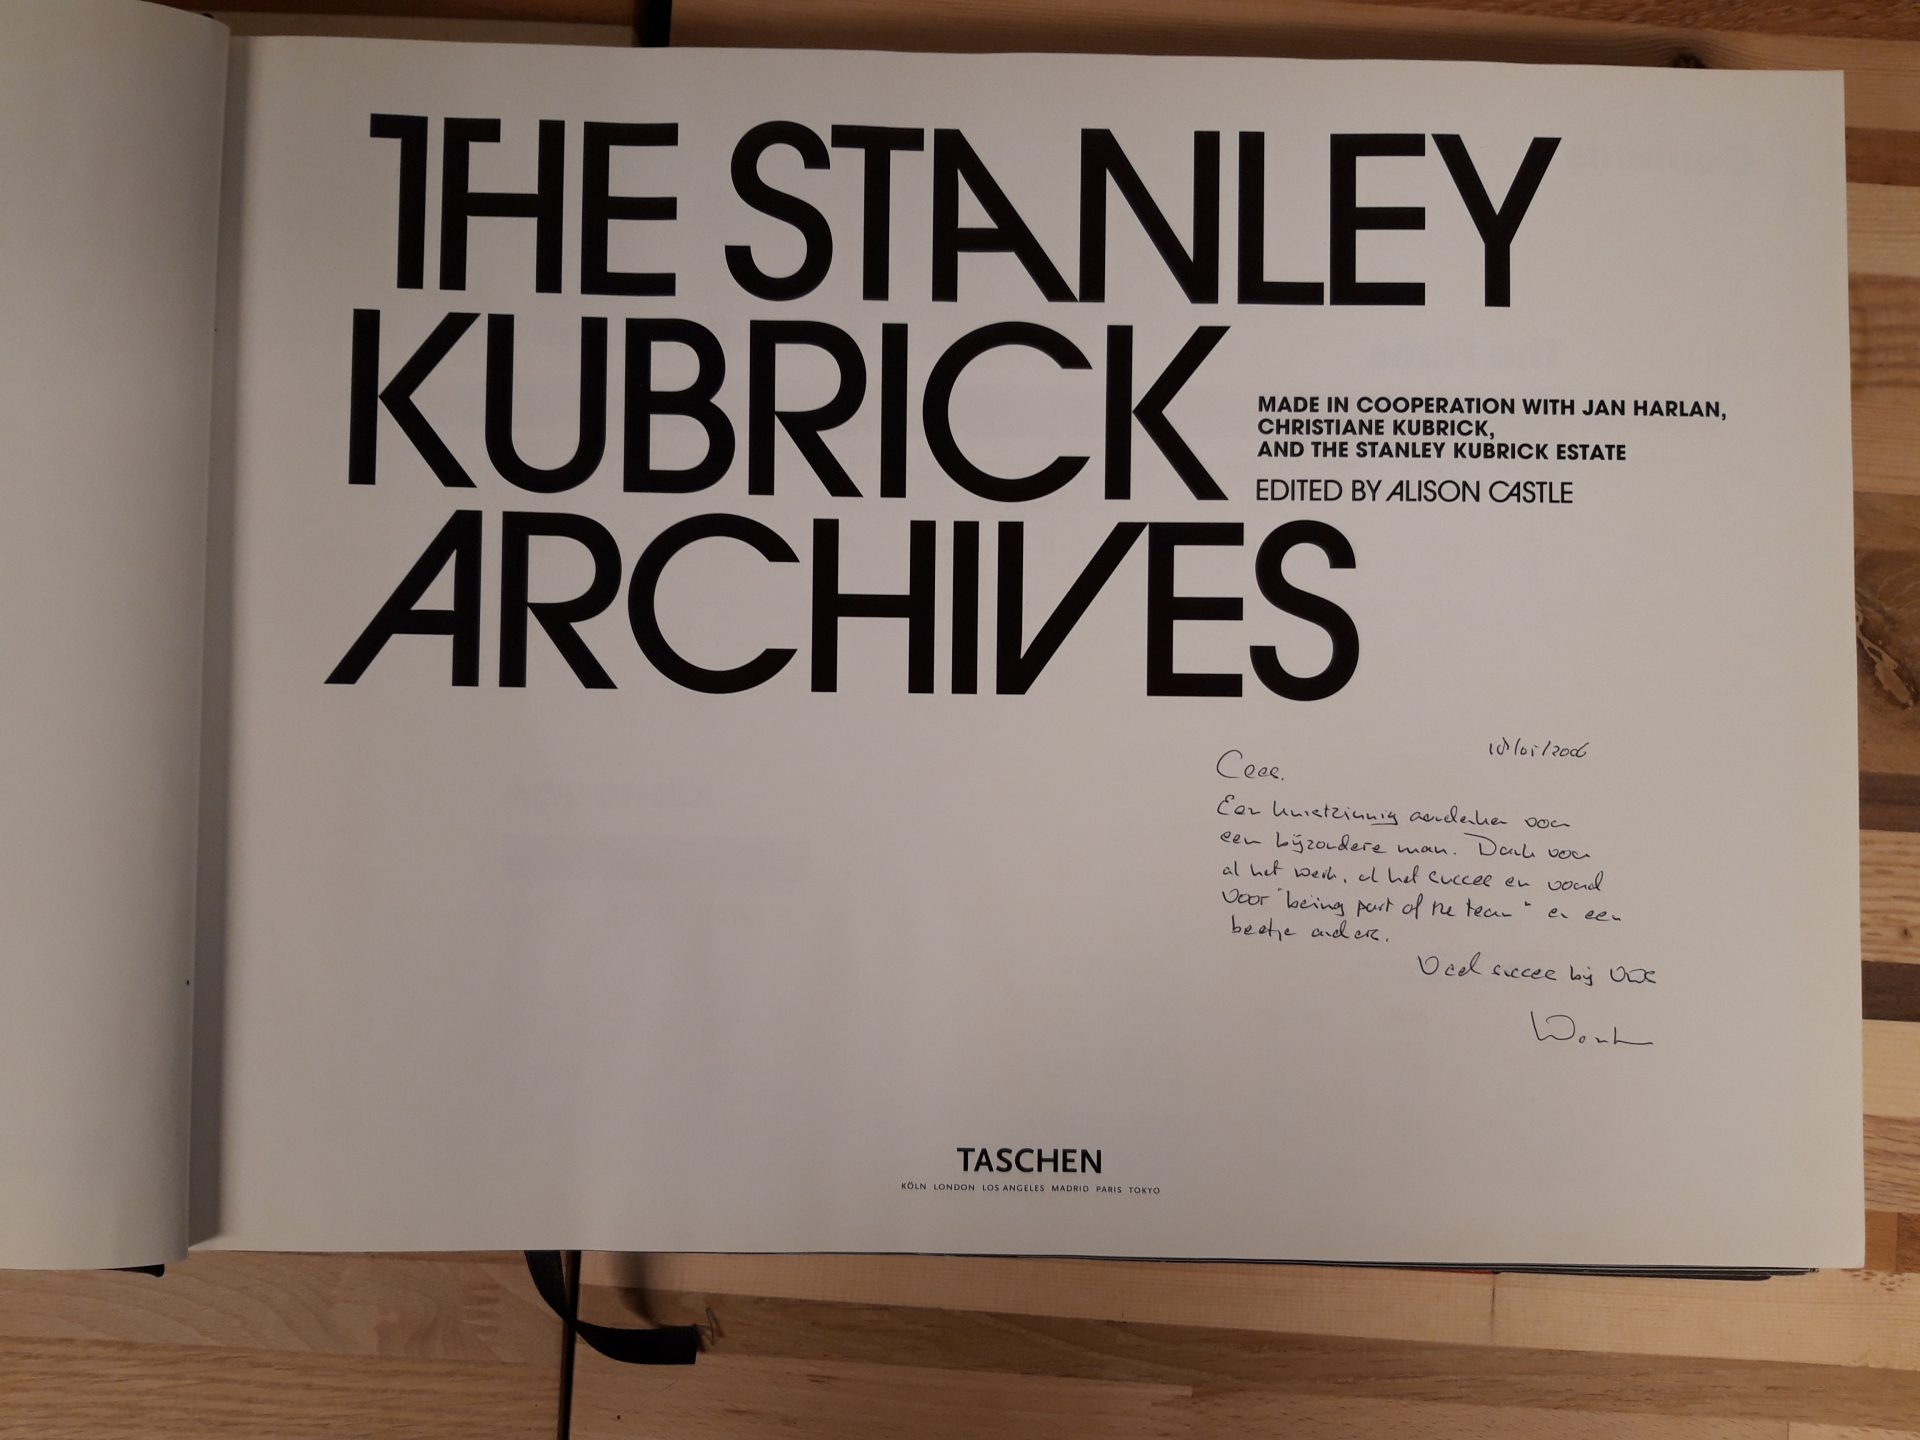 THE STANLEY
KUBRICK
ARCHIVES
MADE IN COOPERATION WITH JAN HARLAN,
CHRISTIANE KUBRICK,
AND THE STANLEY KUBRICK ESTATE
EDITED BY ALISON CASTLE
18/01/2006
Cees.
Een kunstzinnig aandenken voor
een bijzondere man. Dank voor
al het werk, al het succes en vooral
voor "being part of the team" en een
beetje anders.
Veel succes bij
TASCHEN
KÖLN LONDON LOS ANGELES MADRID PARIS TOKYO